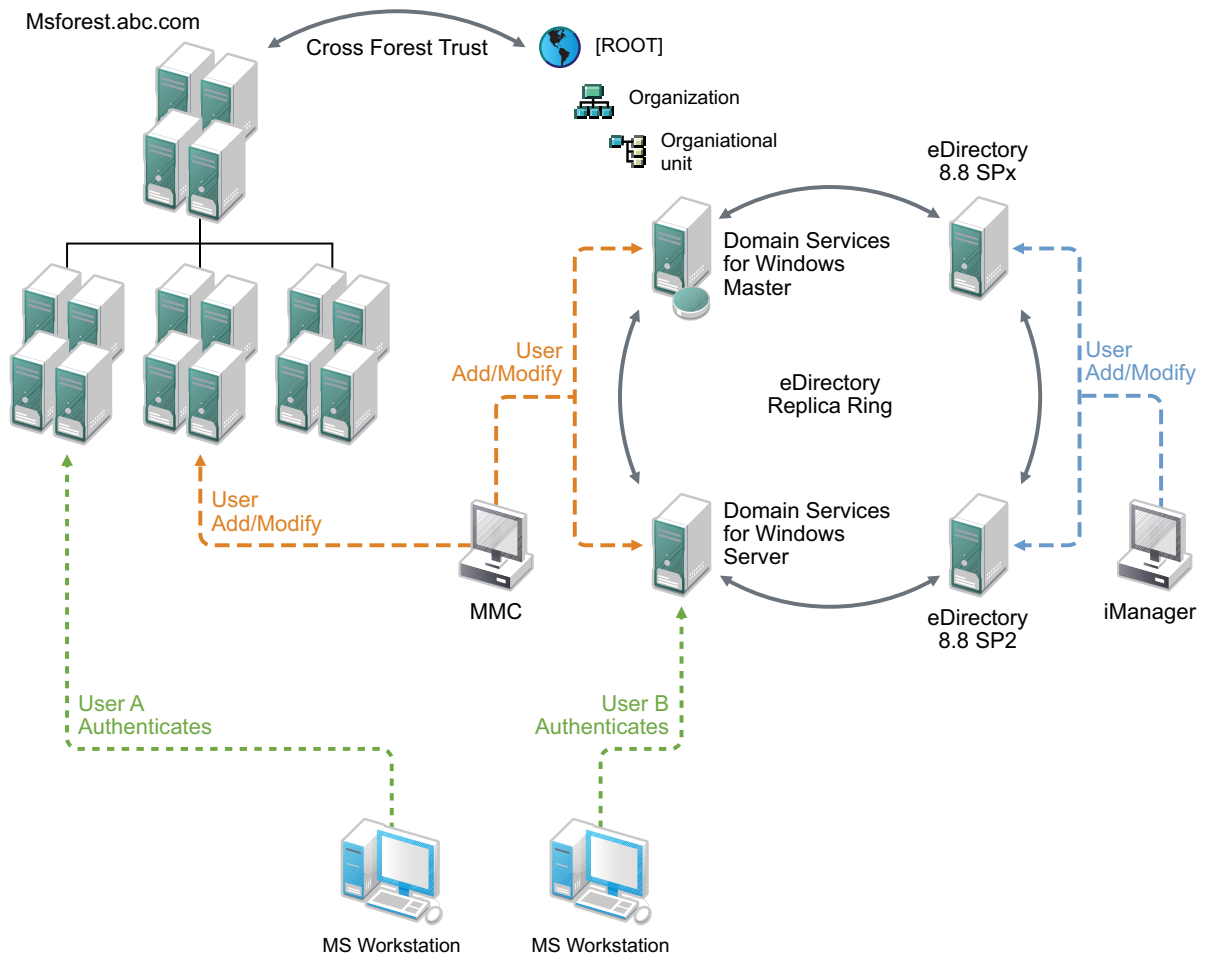 Msforest.abc.com
Cross Forest Trust
[ROOT]
Organization
Organiational
unit
eDirectory
8.8 SPx
Domain Services
for Windows
Master
User
Add/Modify
eDirectory
Replica Ring
User
Add/Modify
User
Add/Modify
MMC
Domain Services
for Windows
Server
eDirectory
8.8 SP2
iManager
User A
Authenticates
User B
Authenticates
MS Workstation
MS Workstation